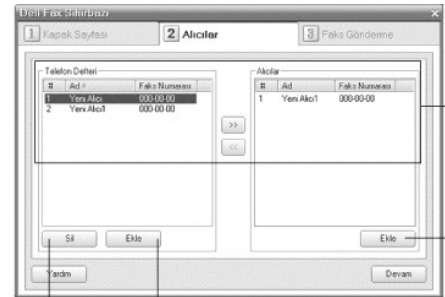 Dell Fax Sihirbazı
1 Kapak Sayfası 2 Alıcılar 3 Faks Gönderme
Telefon Defteri Alıcılar
# Ad Faks Numarası # Ad Faks Numarası
1 Yeni Alıcı 000-00-00 1 Yeni Alıcı1 000-00-00
2 Yeni Alıcı1 000-00-00
>>
<<
Sil Ekle Ekle
Yardım Devam